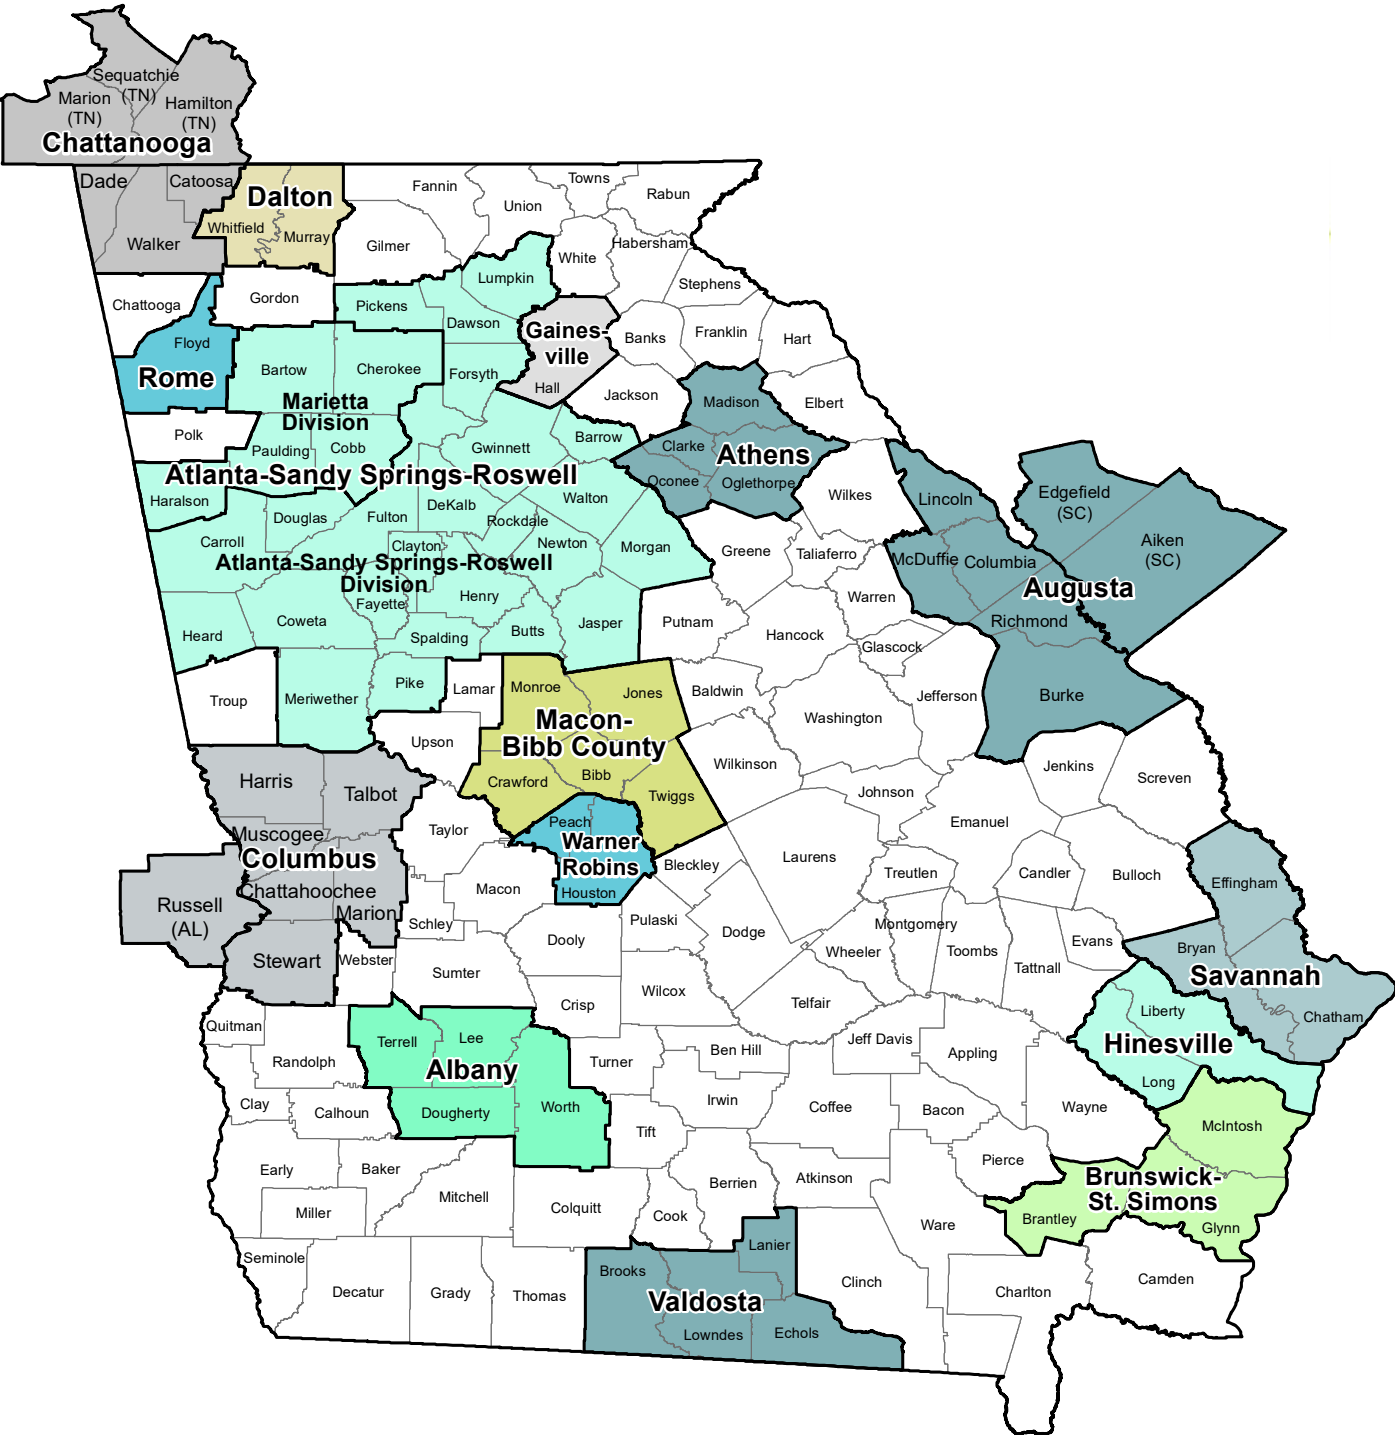 Sequatchie
(TN)
Marion
(TN)
Hamilton
(TN)
Chattanooga
Dade
Catoosa
Walker
Dalton
Whitfield
Murray
Fannin
Union
Towns
Rabun
Gilmer
White
Habersham
Stephens
Lumpkin
Chattooga
Gordon
Pickens
Dawson
Floyd
Rome
Gaines-
ville
Hall
Banks
Franklin
Hart
Bartow
Cherokee
Forsyth
Jackson
Madison
Elbert
Marietta
Division
Polk
Paulding
Cobb
Gwinnett
Barrow
Clarke
Athens
Oconee
Oglethorpe
Atlanta-Sandy Springs-Roswell
Haralson
Douglas
Fulton
DeKalb
Rockdale
Walton
Wilkes
Lincoln
Edgefield
(SC)
Aiken
(SC)
Carroll
Clayton
Newton
Morgan
Greene
Taliaferro
McDuffie
Columbia
Atlanta-Sandy Springs-Roswell
Division
Augusta
Fayette
Henry
Heard
Coweta
Spalding
Butts
Jasper
Putnam
Hancock
Warren
Glascock
Richmond
Troup
Meriwether
Pike
Lamar
Monroe
Jones
Baldwin
Washington
Jefferson
Burke
Macon-
Bibb County
Upson
Crawford
Bibb
Twiggs
Wilkinson
Johnson
Jenkins
Screven
Harris
Talbot
Muscogee
Columbus
Chattahoochee
Marion
Russell
(AL)
Stewart
Taylor
Peach
Warner
Robins
Houston
Bleckley
Laurens
Emanuel
Treutlen
Candler
Bulloch
Effingham
Macon
Schley
Webster
Sumter
Dooly
Pulaski
Dodge
Wheeler
Montgomery
Toombs
Tattnall
Evans
Bryan
Savannah
Chatham
Crisp
Wilcox
Telfair
Liberty
Hinesville
Long
Quitman
Randolph
Terrell
Lee
Albany
Turner
Ben Hill
Jeff Davis
Appling
Clay
Calhoun
Dougherty
Worth
Irwin
Coffee
Bacon
Wayne
McIntosh
Tift
Early
Baker
Mitchell
Berrien
Atkinson
Pierce
Brunswick-
St. Simons
Miller
Colquitt
Cook
Ware
Brantley
Glynn
Seminole
Decatur
Grady
Thomas
Brooks
Lanier
Valdosta
Lowndes
Echols
Clinch
Charlton
Camden